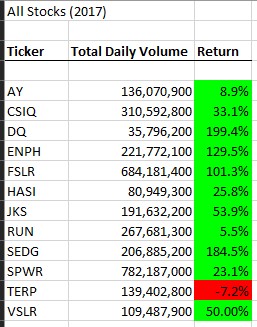 All Stocks (2017)
Ticker Total Daily Volume Return
AY 136,070,900 8.9%
CSIQ 310,592,800 33.1%
DQ 35,796,200 199.4%
ENPH 221,772,100 129.5%
FSLR 684,181,400 101.3%
HASI 80,949,300 25.8%
JKS 191,632,200 53.9%
RUN 267,681,300 5.5%
SEDG 206,885,200 184.5%
SPWR 782,187,000 23.1%
TERP 139,402,800 -7.2%
VSLR 109,487,900 50.00%